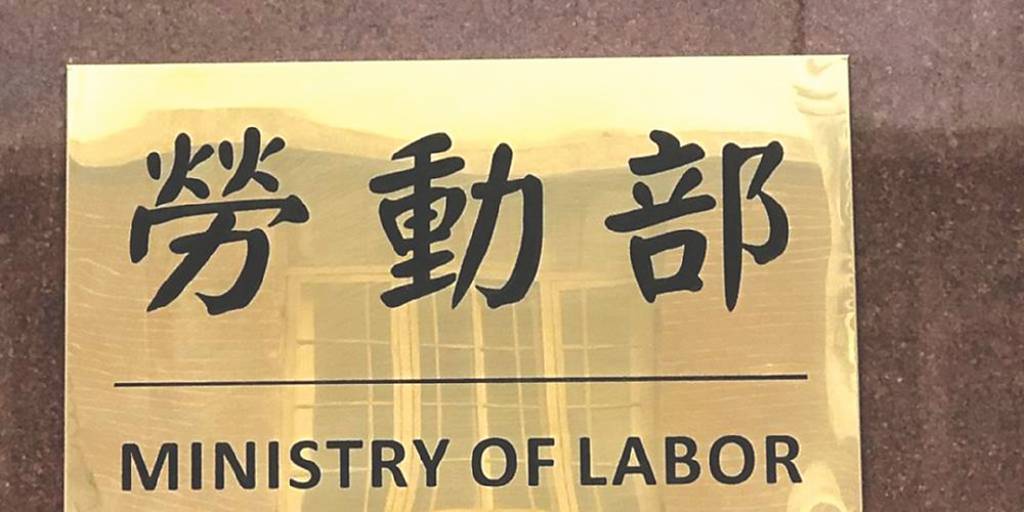 勞動部
MINISTRY OF LABOR